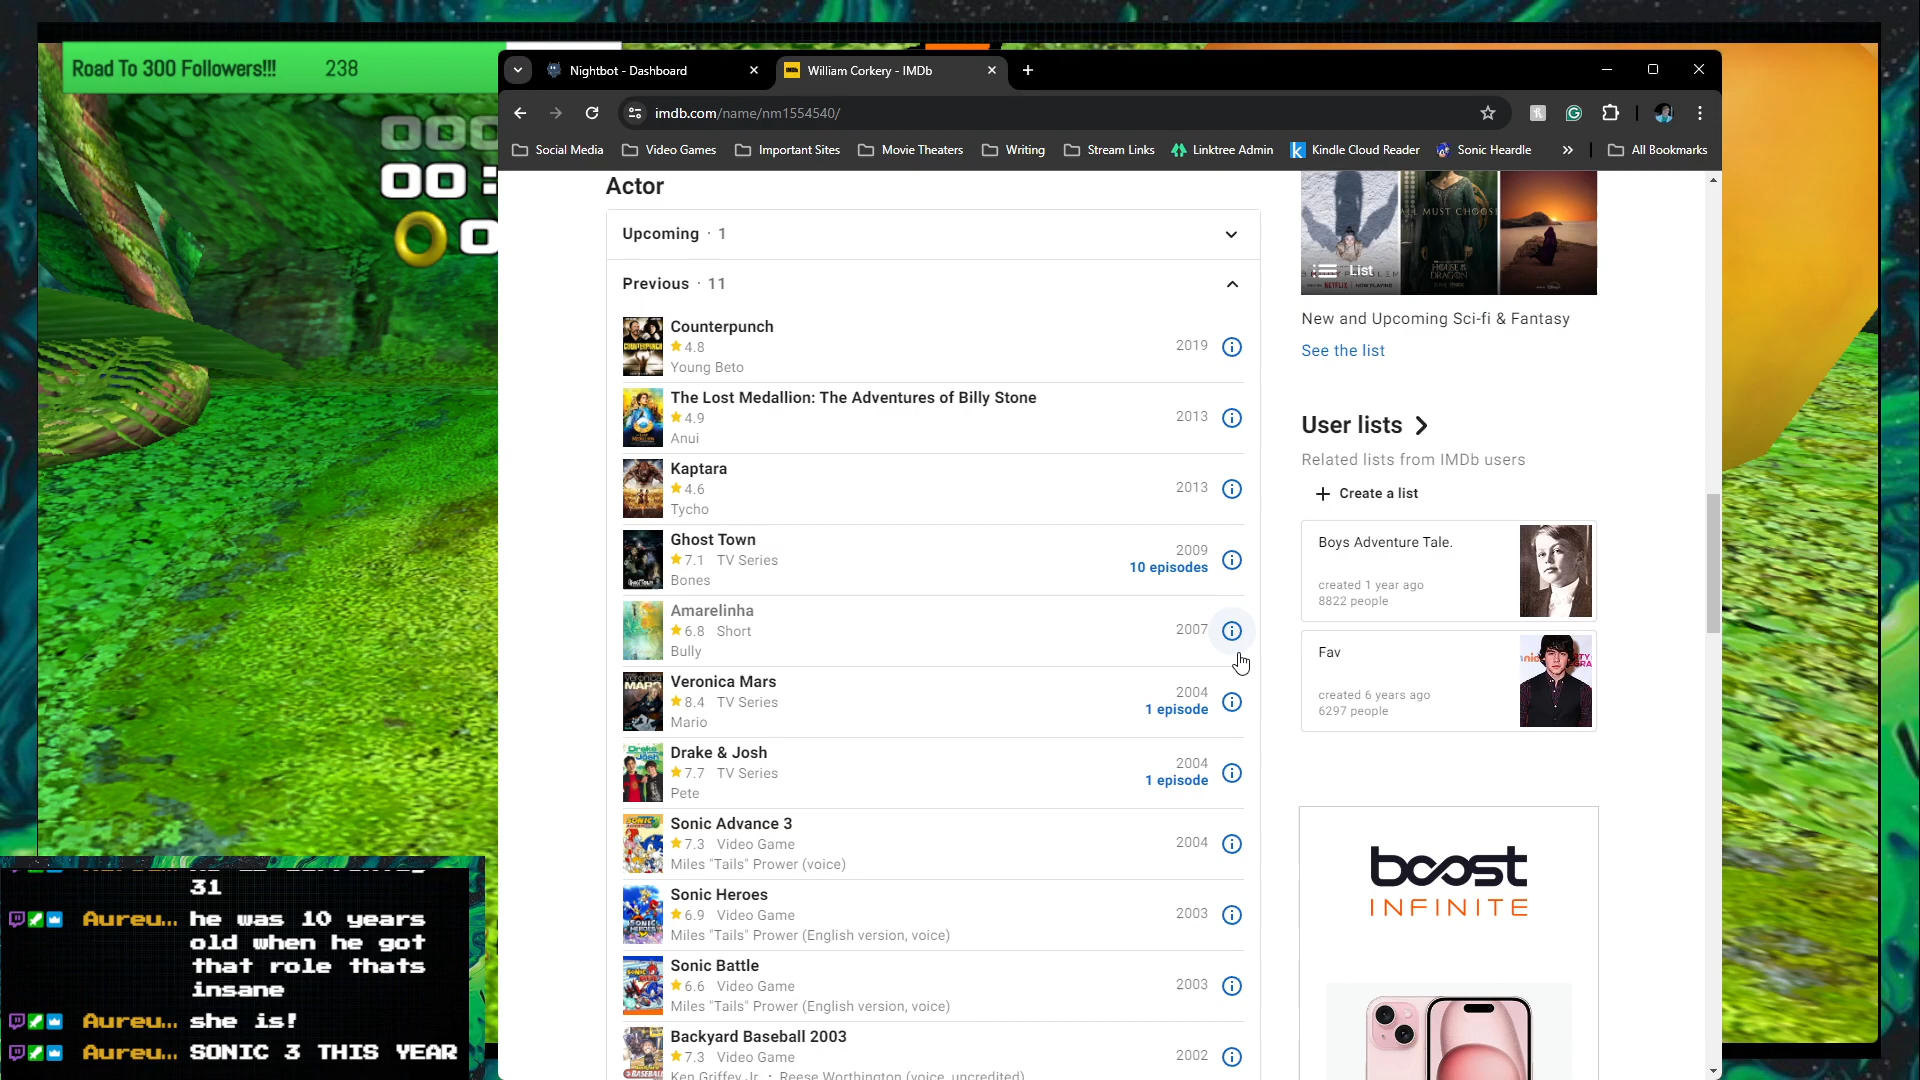 Road To 300 Followers!!! 238
Nightbot - Dashboard
William Corkery - IMDb
imdb.com/name/nm1554540/
Social Media
Video Games
Important Sites
Movie Theaters
Writing
Stream Links
Linktree Admin
Kindle Cloud Reader
Sonic Heardle
All Bookmarks
Actor
Upcoming · 1
Previous · 11
Counterpunch
4.8
Young Beto
2019
The Lost Medallion: The Adventures of Billy Stone
4.9
Anui
2013
Kaptara
4.6
Tycho
2013
Ghost Town
7.1 TV Series
Bones
2009
10 episodes
Amarelinha
6.8 Short
Bully
2007
Veronica Mars
8.4 TV Series
Mario
2004
1 episode
Drake & Josh
7.7 TV Series
Pete
2004
1 episode
Sonic Advance 3
7.3 Video Game
Miles "Tails" Prower (voice)
2004
Sonic Heroes
6.9 Video Game
Miles "Tails" Prower (English version, voice)
2003
Sonic Battle
6.6 Video Game
Miles "Tails" Prower (English version, voice)
2003
Backyard Baseball 2003
7.3 Video Game
Ken Griffey Jr. · Reese Worthington (voice, uncredited)
2002
List
New and Upcoming Sci-fi & Fantasy
See the list
User lists
Related lists from IMDb users
Create a list
Boys Adventure Tale.
created 1 year ago
8822 people
Fav
created 6 years ago
6297 people
boost
INFINITE
31
Aureu... he was 10 years
old when he got
that role thats
insane
Aureu... she is!
Aureu... SONIC 3 THIS YEAR